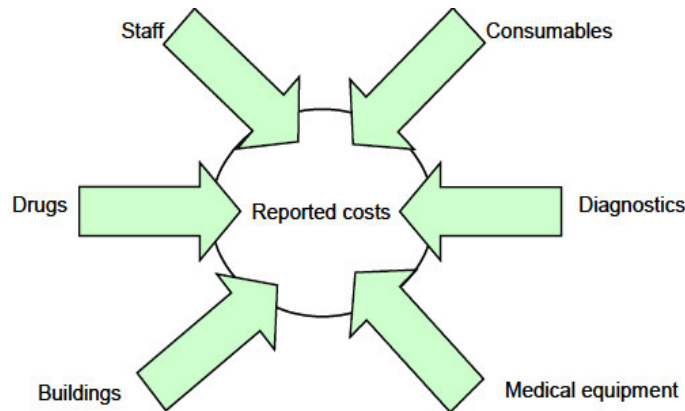 Staff
Consumables
Drugs
Reported costs
Diagnostics
Buildings
Medical equipment